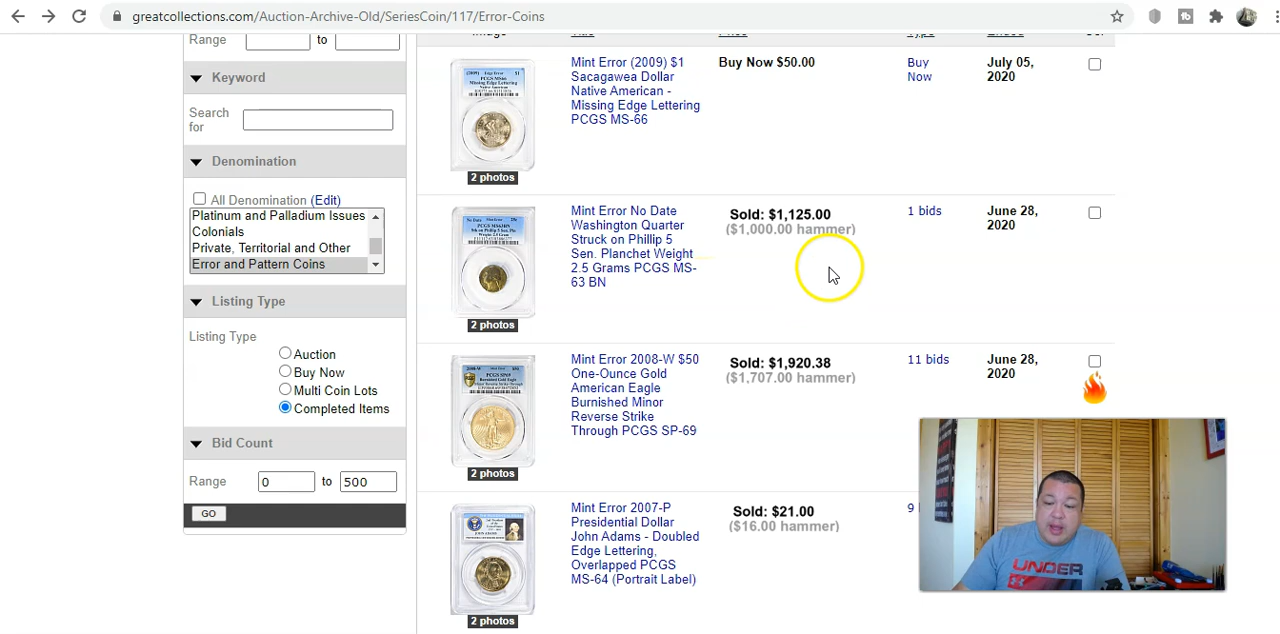 greatcollections.com/Auction-Archive-Old/SeriesCoin/117/Error-Coins
Range
to
Keyword
Search
for
Denomination
All Denomination (Edit)
Platinum and Palladium Issues
Colonials
Private, Territorial and Other
Error and Pattern Coins
Listing Type
Listing Type
Auction
Buy Now
Multi Coin Lots
Completed Items
Bid Count
Range
0
to
500
GO
2 photos
Mint Error (2009) $1
Sacagawea Dollar
Native American -
Missing Edge Lettering
PCGS MS-66
Buy Now $50.00
Buy
Now
July 05,
2020
2 photos
Mint Error No Date
Washington Quarter
Struck on Phillip 5
Sen. Planchet Weight
2.5 Grams PCGS MS-
63 BN
Sold: $1,125.00
($1,000.00 hammer)
1 bids
June 28,
2020
2 photos
Mint Error 2008-W $50
One-Ounce Gold
American Eagle
Burnished Minor
Reverse Strike
Through PCGS SP-69
Sold: $1,920.38
($1,707.00 hammer)
11 bids
June 28,
2020
2 photos
Mint Error 2007-P
Presidential Dollar
John Adams - Doubled
Edge Lettering,
Overlapped PCGS
MS-64 (Portrait Label)
Sold: $21.00
($16.00 hammer)
9
UNDER